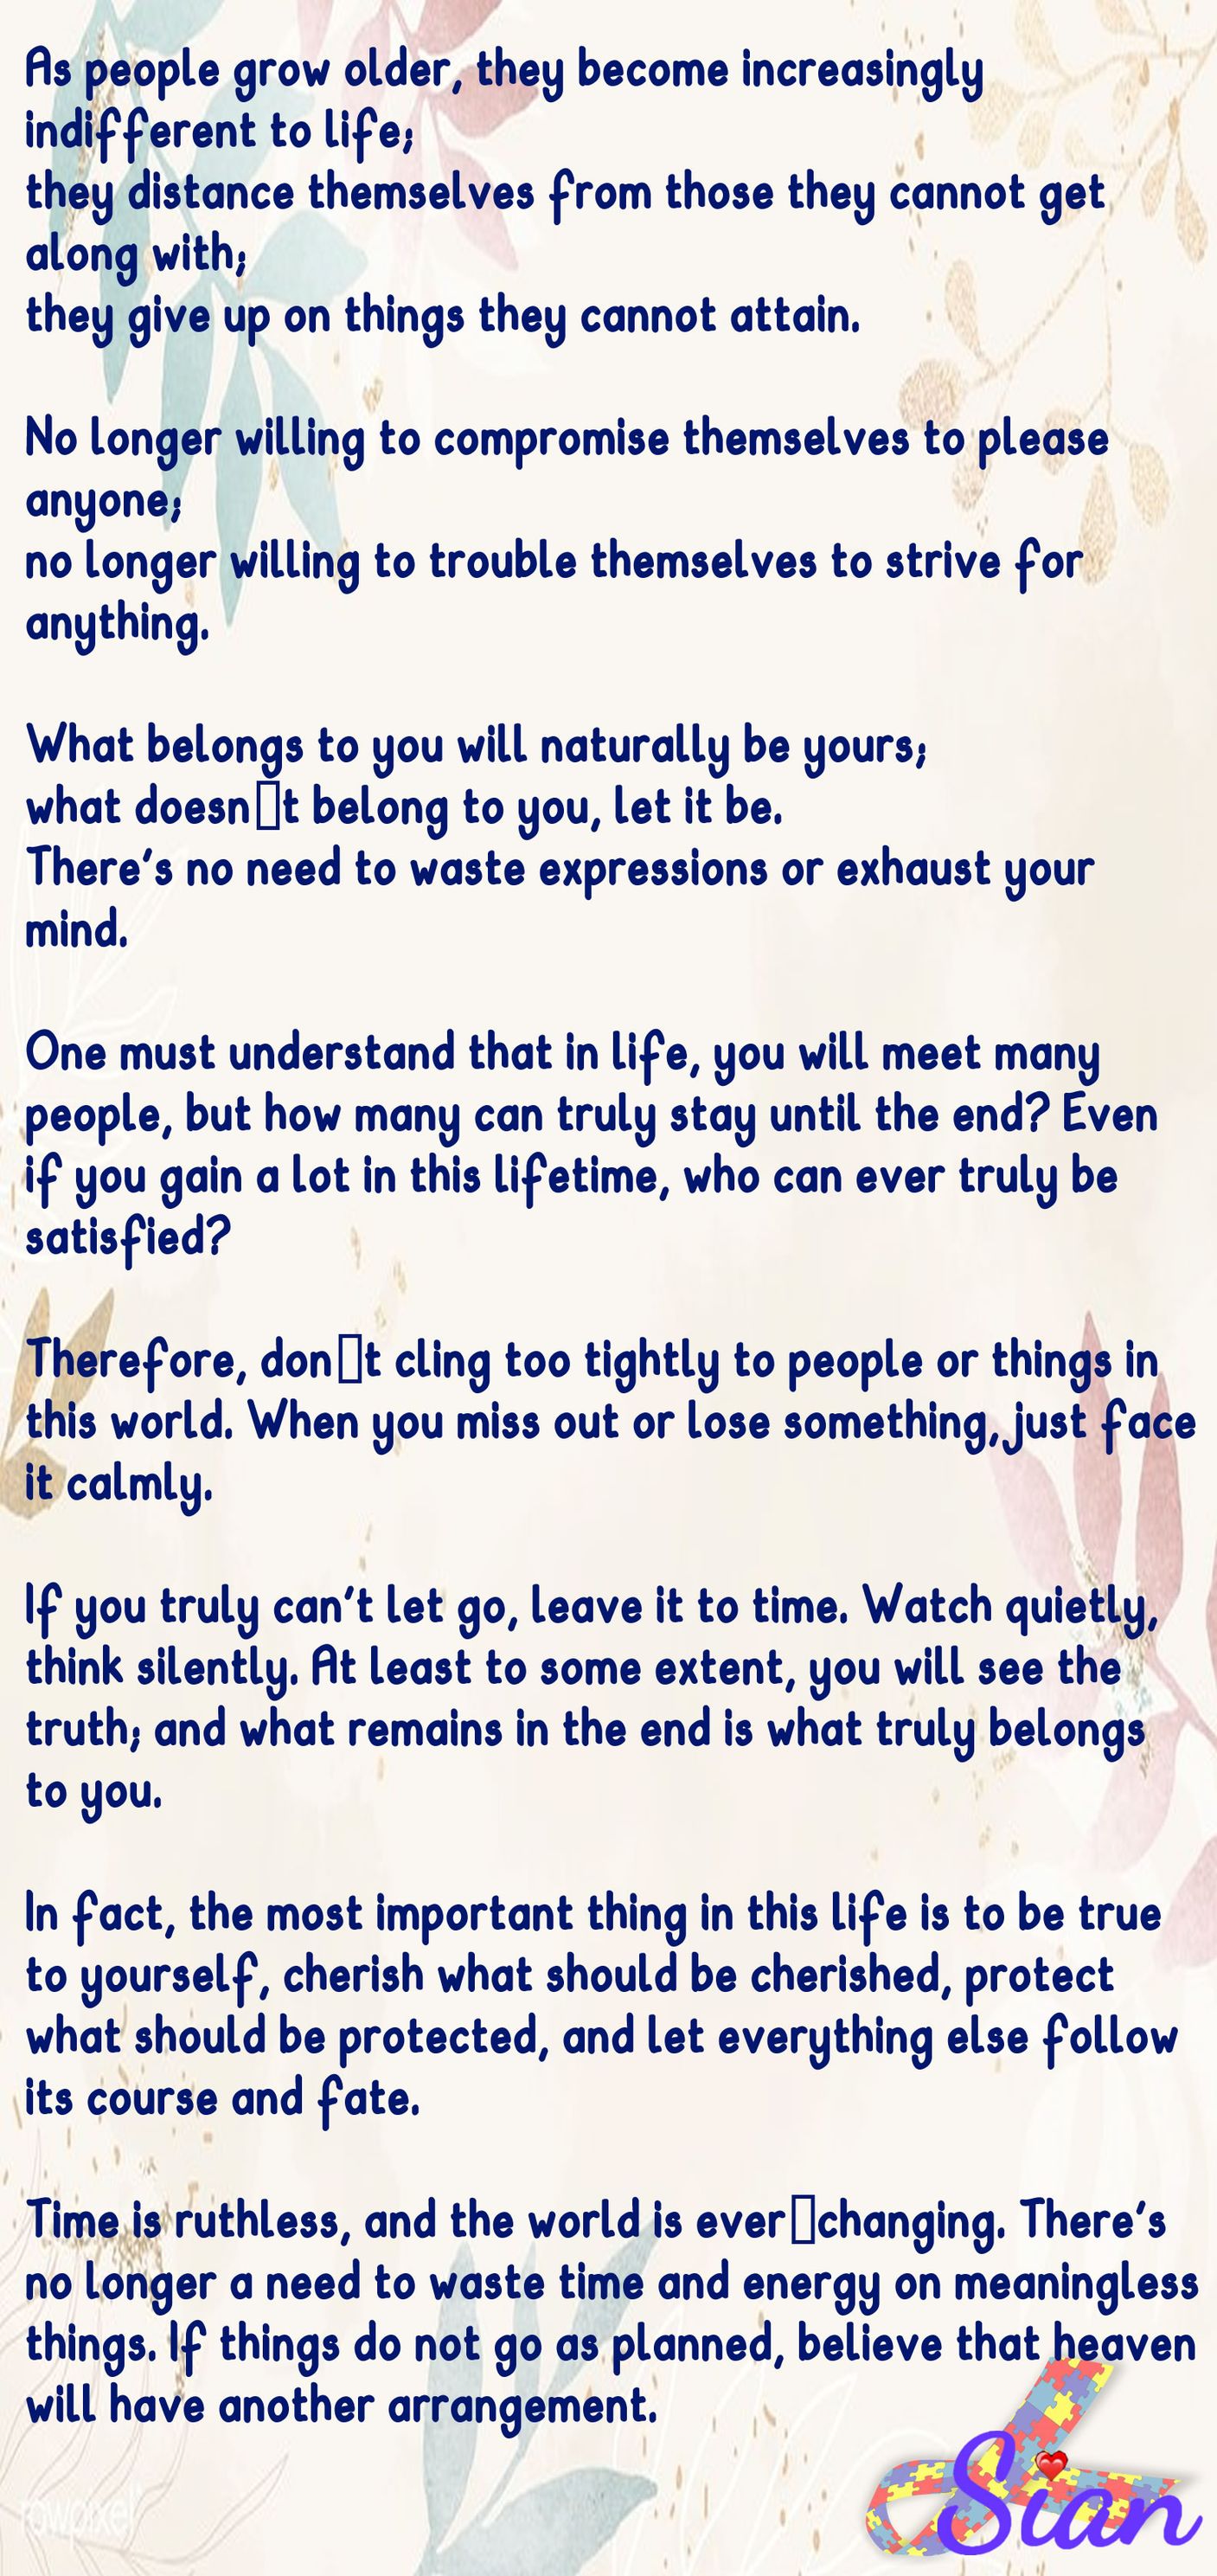 As people grow older, they become increasingly
indifferent to life;
they distance themselves from those they cannot get
along with;
they give up on things they cannot attain.
No longer willing to compromise themselves to please
anyone;
no longer willing to trouble themselves to strive for
anything.
What belongs to you will naturally be yours;
what doesn▯t belong to you, let it be.
There's no need to waste expressions or exhaust your
mind.
One must understand that in life, you will meet many
people, but how many can truly stay until the end? Even
if you gain a lot in this lifetime, who can ever truly be
satisfied?
Therefore, don▯t cling too tightly to people or things in
this world. When you miss out or lose something, just face
it calmly.
If you truly can't let go, leave it to time. Watch quietly,
think silently. At least to some extent, you will see the
truth; and what remains in the end is what truly belongs
to you.
In fact, the most important thing in this life is to be true
to yourself, cherish what should be cherished, protect
what should be protected, and let everything else follow
its course and fate.
Time is ruthless, and the world is ever▯changing. There's
no longer a need to waste time and energy on meaningless
things. If things do not go as planned, believe that heaven
will have another arrangement.
Sian
rawpixel